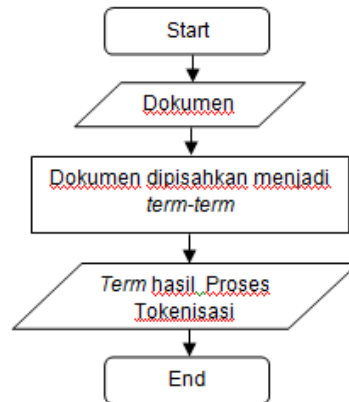 Start
Dokumen
Dokumen dipisahkan menjadi
term-term
Term hasil Proses
Tokenisasi
End